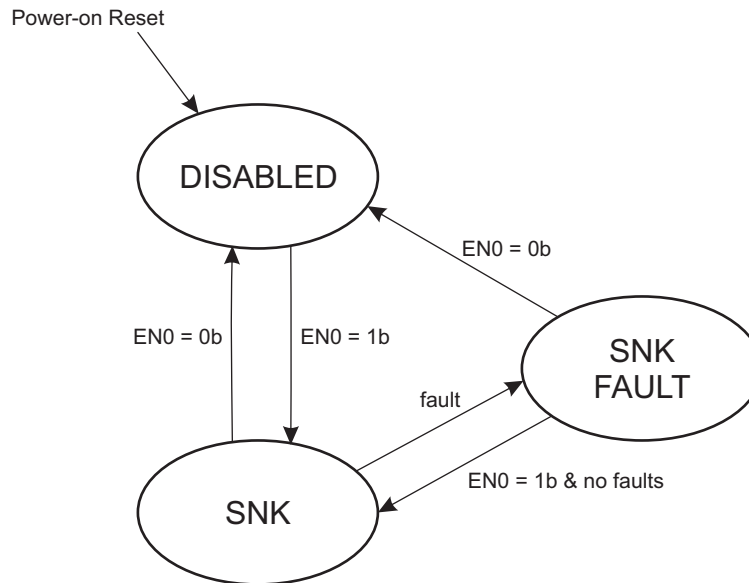 Power-on Reset
DISABLED
EN0 = 0b
EN0 = 0b
EN0 = 1b
SNK
FAULT
fault
EN0 = 1b & no faults
SNK